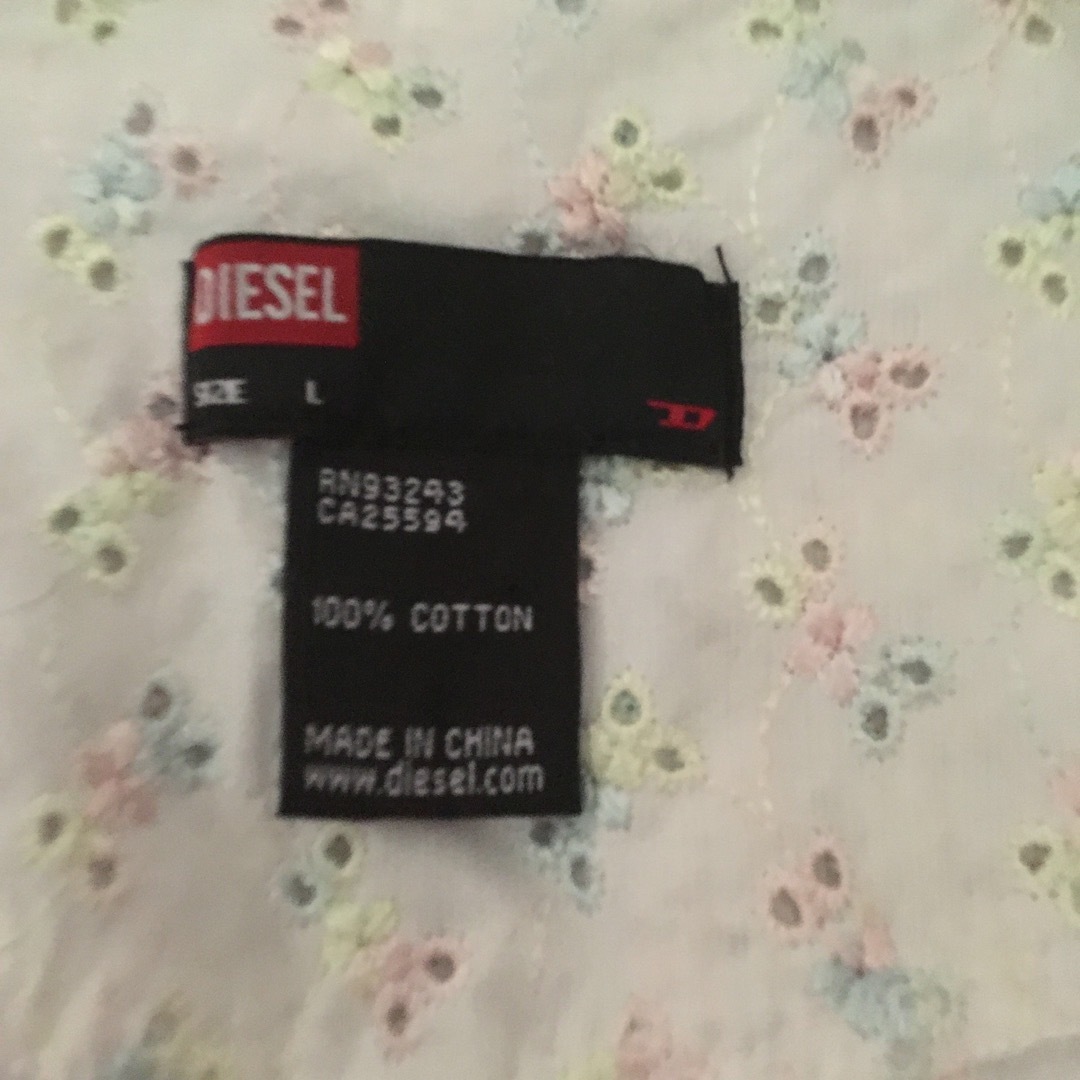 DIESEL
SIZE L
RN93243
CA25594
100% COTTON
MADE IN CHINA
www.diesel.com